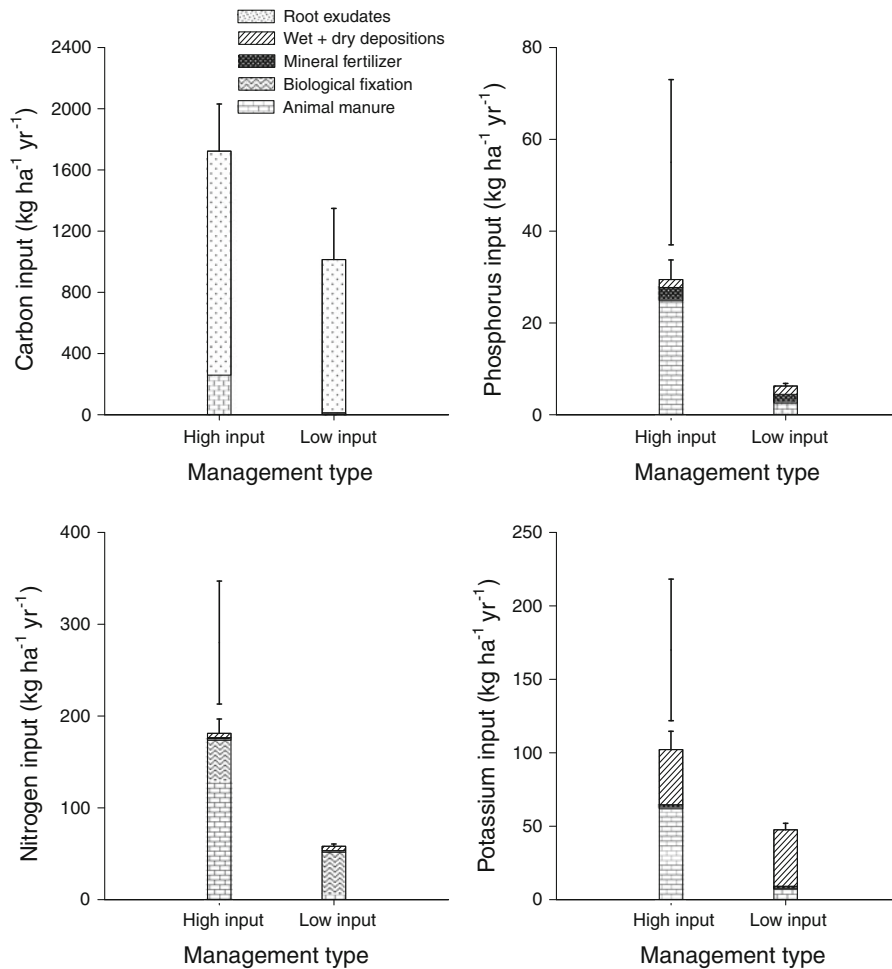 Root exudates
Wet + dry depositions
Mineral fertilizer
Biological fixation
Animal manure
Carbon input (kg ha⁻¹ yr⁻¹)
2400
2000
1600
1200
800
400
0
High input Low input
Management type
Phosphorus input (kg ha⁻¹ yr⁻¹)
80
60
40
20
0
High input Low input
Management type
Nitrogen input (kg ha⁻¹ yr⁻¹)
400
300
200
100
0
High input Low input
Management type
Potassium input (kg ha⁻¹ yr⁻¹)
250
200
150
100
50
0
High input Low input
Management type